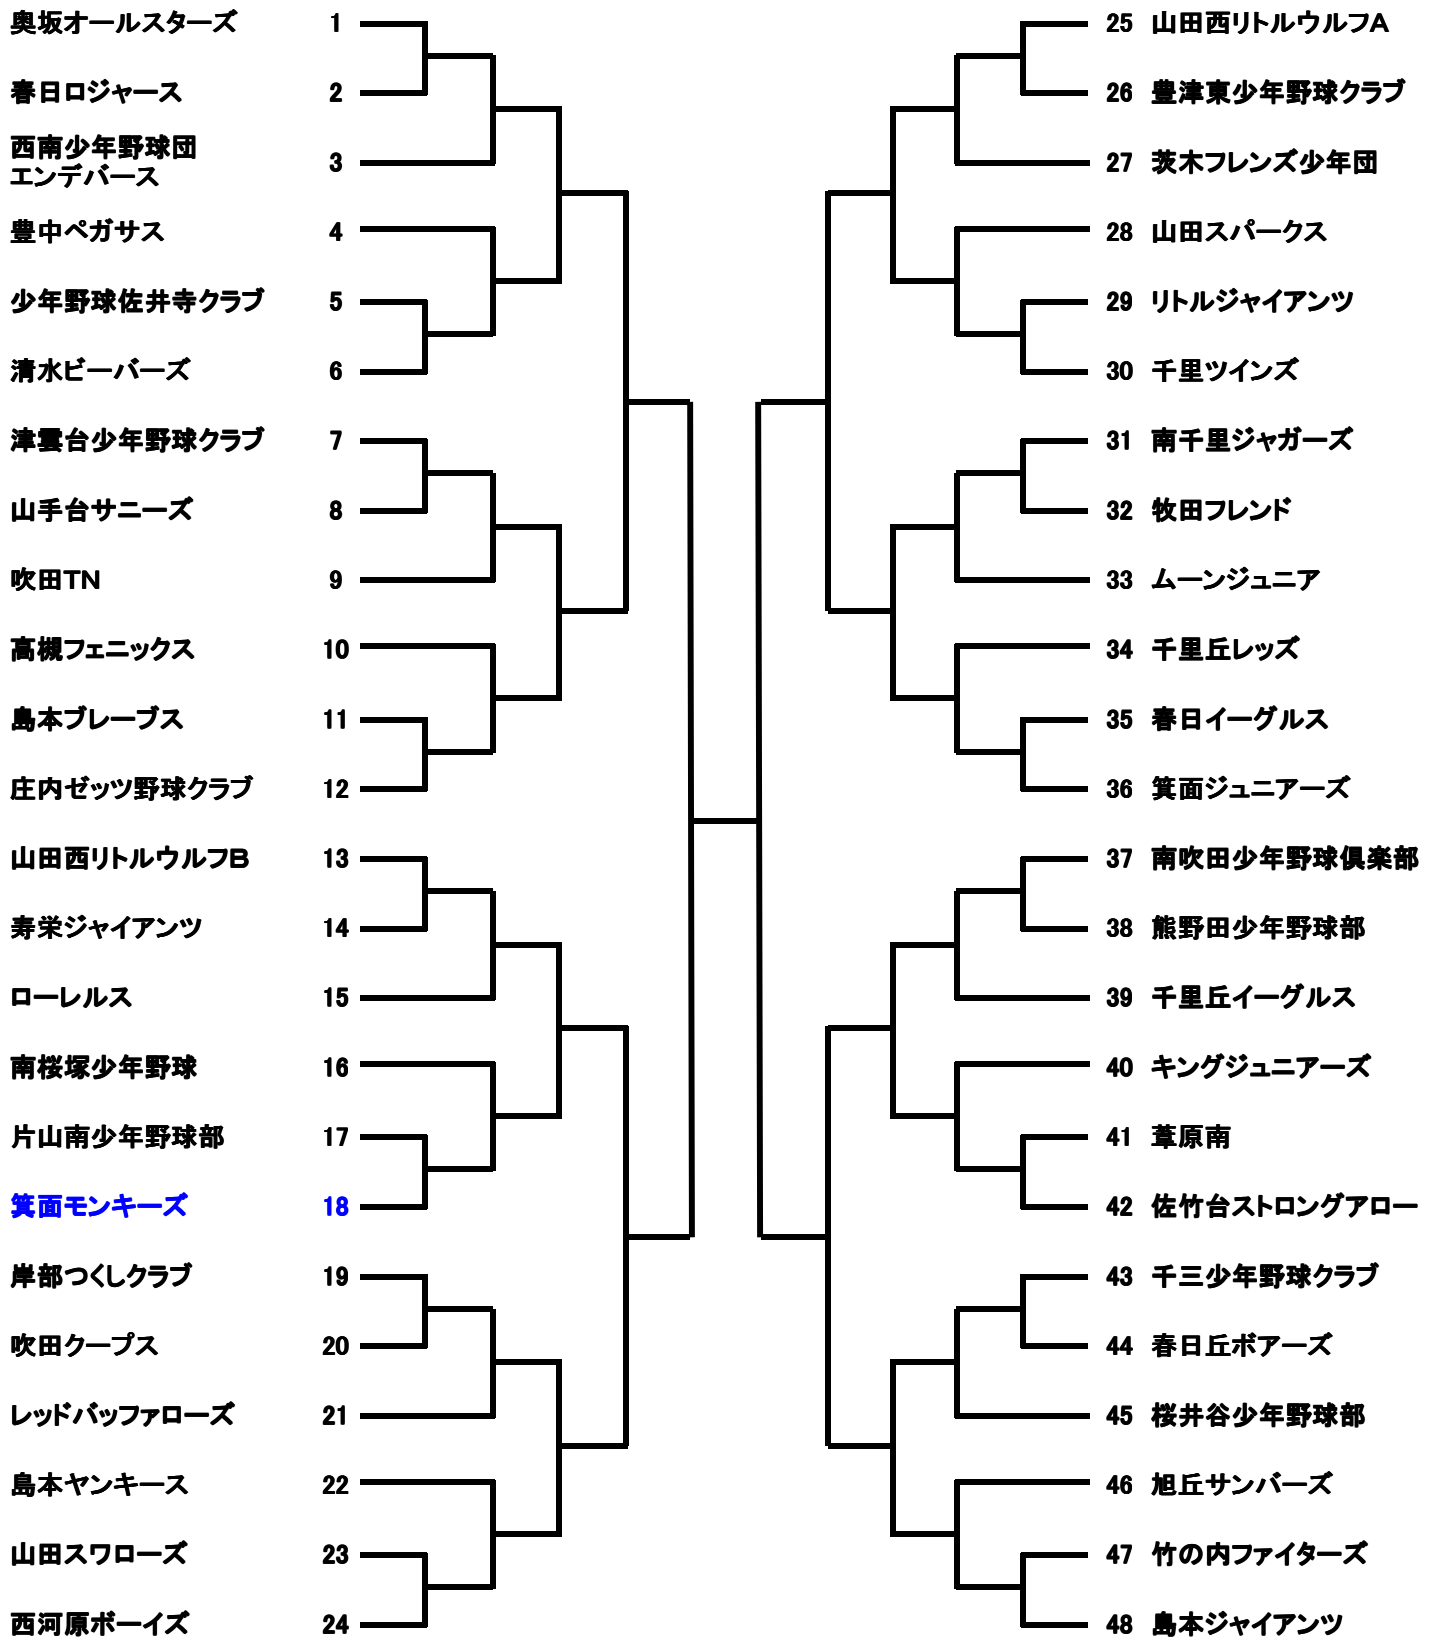 奥坂オールスターズ 1
春日ロジャース 2
西南少年野球団
エンデバース 3
豊中ペガサス 4
少年野球佐井寺クラブ 5
清水ビーバーズ 6
津雲台少年野球クラブ 7
山手台サニーズ 8
吹田TN 9
高槻フェニックス 10
島本ブレーブス 11
庄内ゼッツ野球クラブ 12
山田西リトルウルフB 13
寿栄ジャイアンツ 14
ローレルス 15
南桜塚少年野球 16
片山南少年野球部 17
箕面モンキーズ 18
岸部つくしクラブ 19
吹田クープス 20
レッドバッファローズ 21
島本ヤンキース 22
山田スワローズ 23
西河原ボーイズ 24
25 山田西リトルウルフA
26 豊津東少年野球クラブ
27 茨木フレンズ少年団
28 山田スパークス
29 リトルジャイアンツ
30 千里ツインズ
31 南千里ジャガーズ
32 牧田フレンド
33 ムーンジュニア
34 千里丘レッズ
35 春日イーグルス
36 箕面ジュニアーズ
37 南吹田少年野球倶楽部
38 熊野田少年野球部
39 千里丘イーグルス
40 キングジュニアーズ
41 葦原南
42 佐竹台ストロングアロー
43 千三少年野球クラブ
44 春日丘ボアーズ
45 桜井谷少年野球部
46 旭丘サンバーズ
47 竹の内ファイターズ
48 島本ジャイアンツ